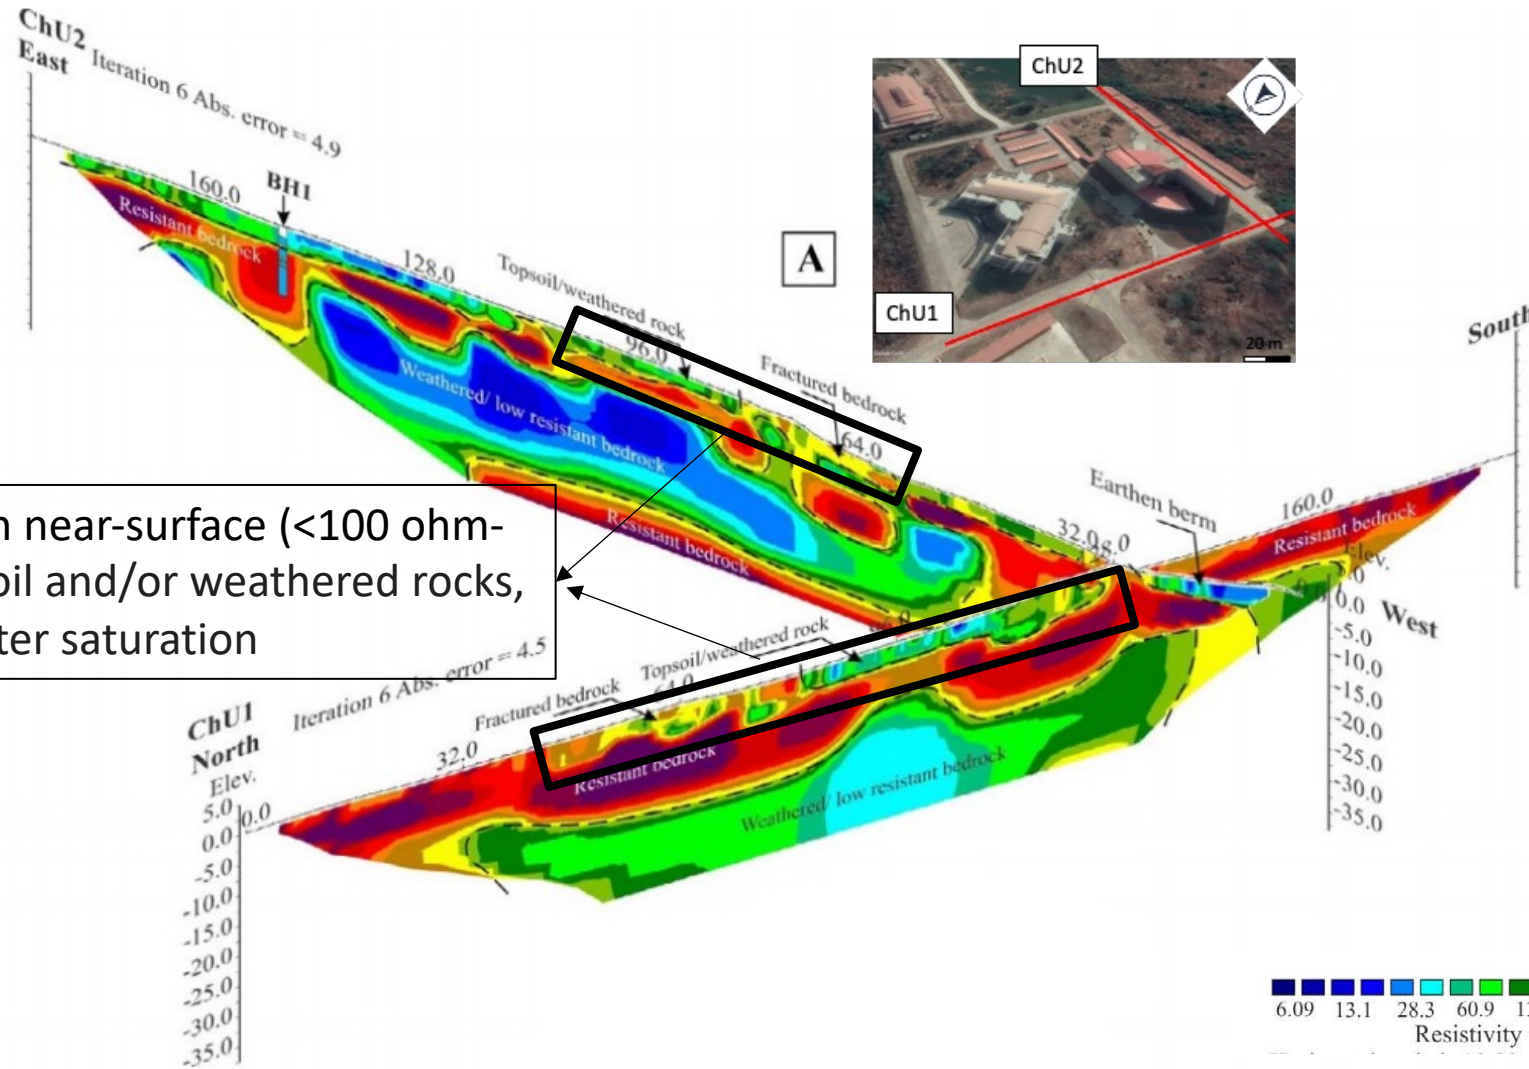 ChU2
East
Iteration 6 Abs. error = 4.9
160.0
BH1
Resistant bedrock
128.0
Topsoil/weathered rock
96.0
Fractured bedrock
64.0
Weathered/ low resistant bedrock
Resistant bedrock
32.0
A
ChU2
ChU1
20 m
South
Earthen berm
160.0
Resistant bedrock
Elev.
0.0
West
-5.0
-10.0
-15.0
-20.0
-25.0
-30.0
-35.0
near-surface (<100 ohm-
and/or weathered rocks,
saturation
ChU1
North
Iteration 6 Abs. error = 4.5
Fractured bedrock
64.0
Topsoil/weathered rock
32.0
Elev.
5.0
0.0
0.0
-5.0
-10.0
-15.0
-20.0
-25.0
-30.0
-35.0
Resistant bedrock
Weathered/ low resistant bedrock
6.09 13.1 28.3 60.9
Resistivity